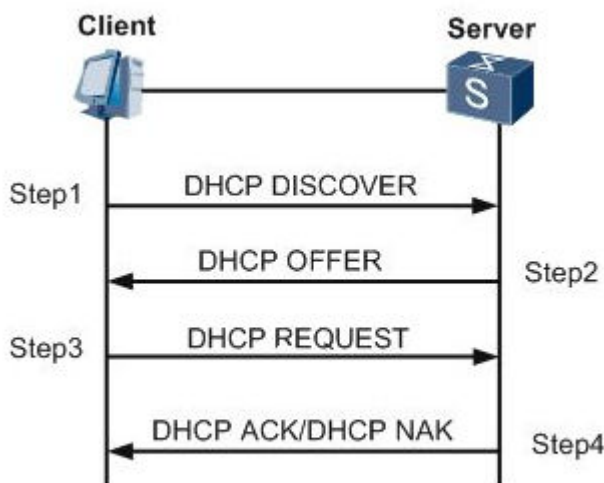 Client
Server
S
Step1
DHCP DISCOVER
DHCP OFFER
Step2
Step3
DHCP REQUEST
DHCP ACK/DHCP NAK
Step4